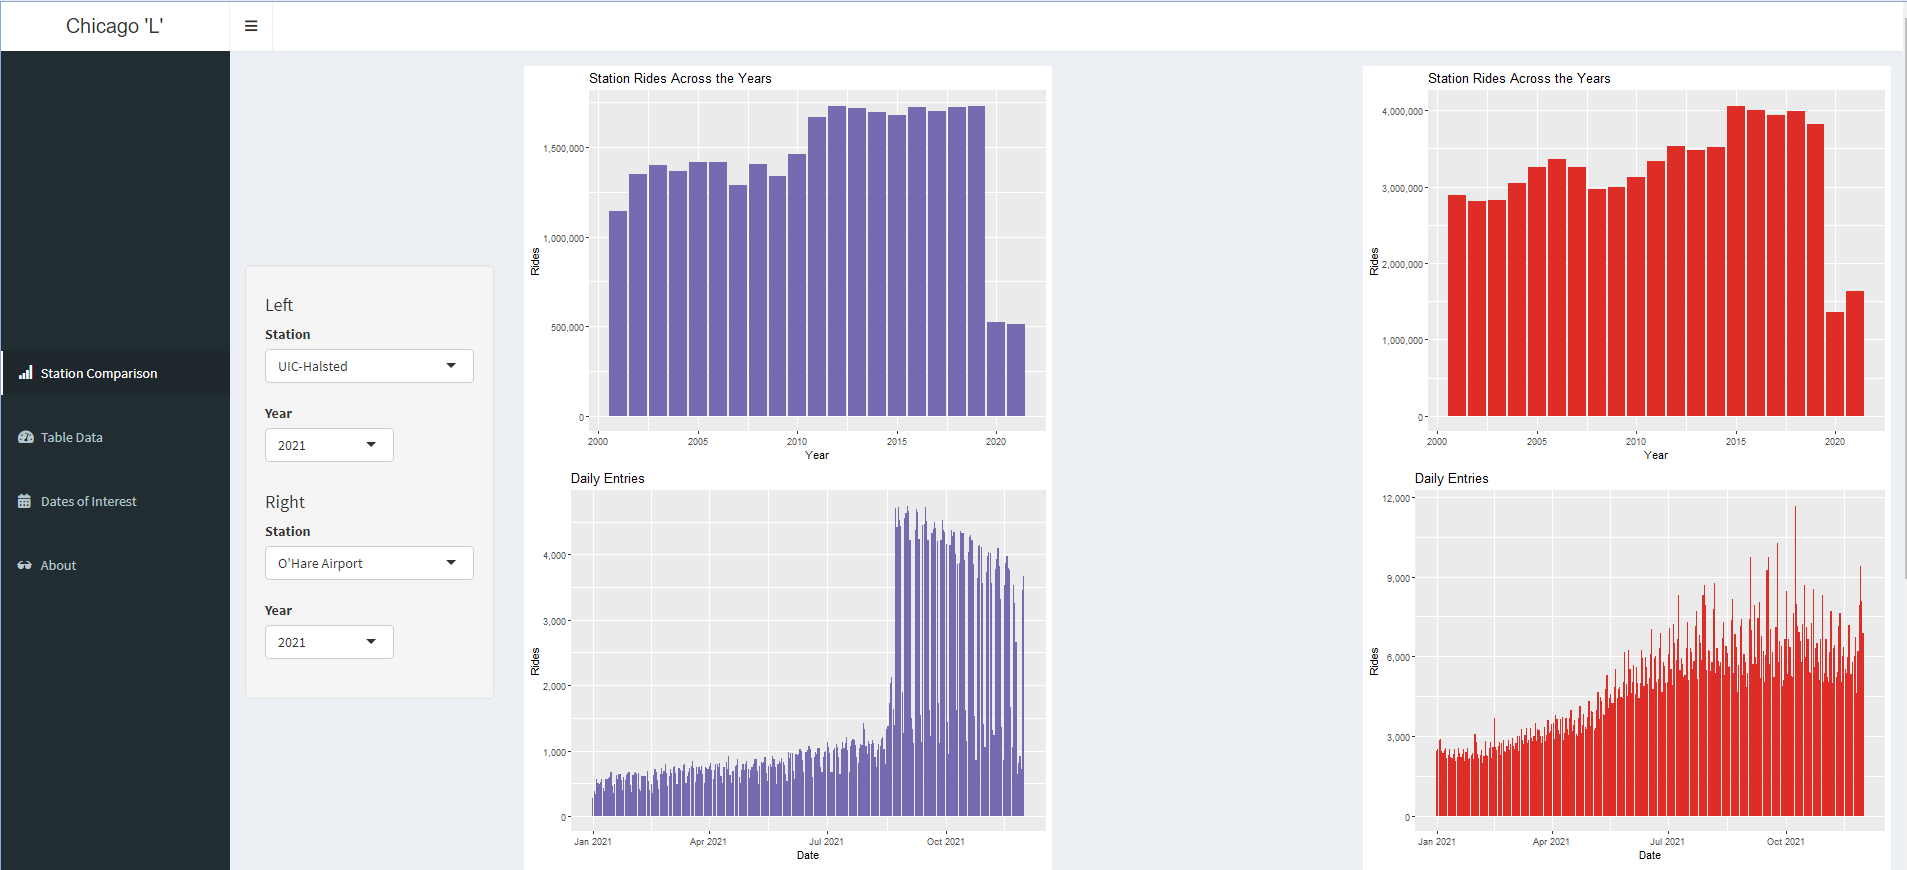 Chicago 'L'
Station Comparison
Table Data
Dates of Interest
About
Left
Station
UIC-Halsted
Year
2021
Right
Station
O'Hare Airport
Year
2021
Station Rides Across the Years
Rides
1,500,000
1,000,000
500,000
0
2000 2005 2010 2015 2020
Year
Daily Entries
Rides
4,000
3,000
2,000
1,000
0
Jan 2021 Apr 2021 Jul 2021 Oct 2021
Date
Station Rides Across the Years
Rides
4,000,000
3,000,000
2,000,000
1,000,000
0
2000 2005 2010 2015 2020
Year
Daily Entries
Rides
12,000
9,000
6,000
3,000
0
Jan 2021 Apr 2021 Jul 2021 Oct 2021
Date